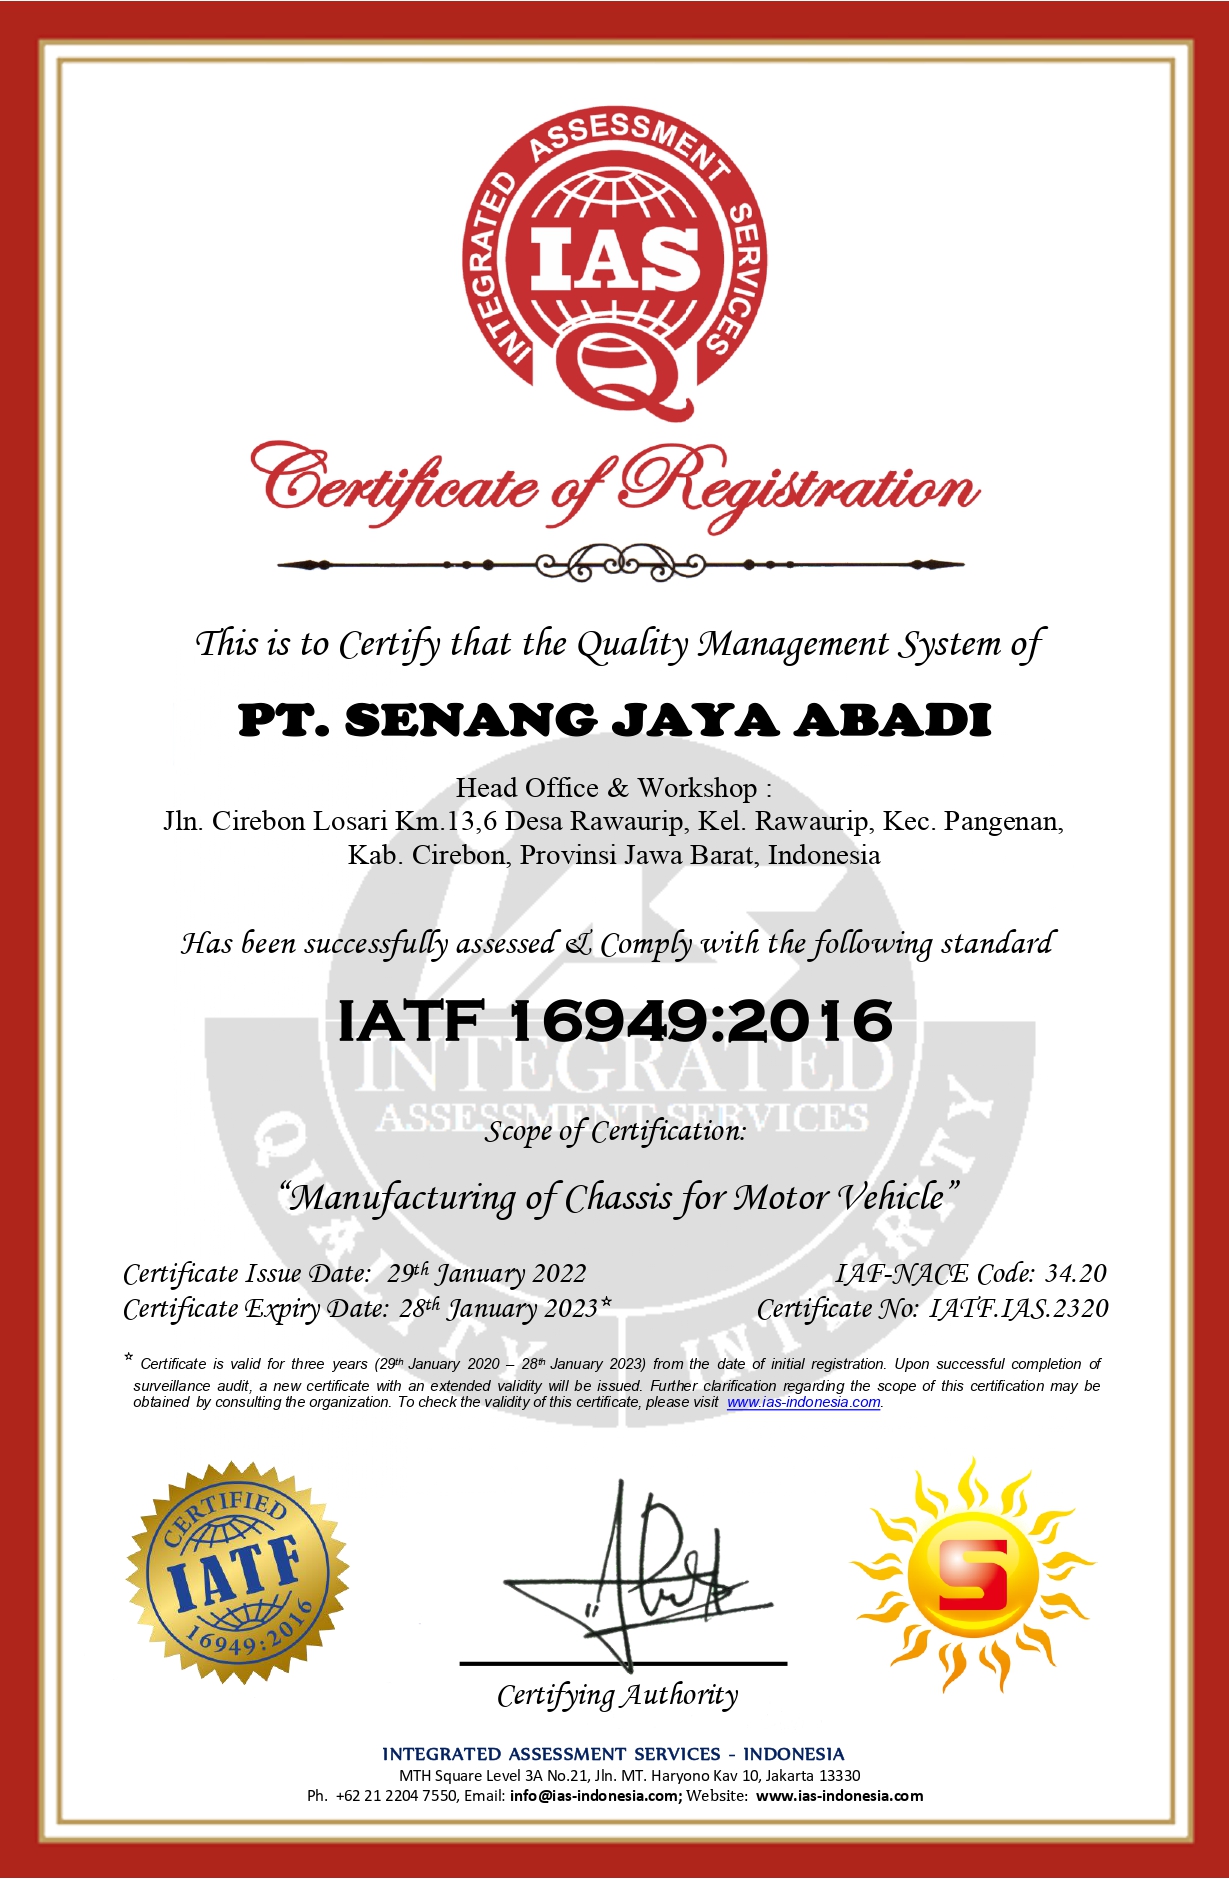 INTEGRATED ASSESSMENT SERVICES
IAS
Q
Certificate of Registration
This is to Certify that the Quality Management System of
PT. SENANG JAYA ABADI
Head Office & Workshop :
Jln. Cirebon Losari Km.13,6 Desa Rawaurip, Kel. Rawaurip, Kec. Pangenan,
Kab. Cirebon, Provinsi Jawa Barat, Indonesia
Has been successfully assessed & Comply with the following standard
IATF 16949:2016
INTEGRATED
ASSESSMENT SERVICES
QUALITY INTEGRITY
Scope of Certification:
“Manufacturing of Chassis for Motor Vehicle”
Certificate Issue Date: 29th January 2022 IAF-NACE Code: 34.20
Certificate Expiry Date: 28th January 2023* Certificate No: IATF.IAS.2320
* Certificate is valid for three years (29th January 2020 – 28th January 2023) from the date of initial registration. Upon successful completion of
surveillance audit, a new certificate with an extended validity will be issued. Further clarification regarding the scope of this certification may be
obtained by consulting the organization. To check the validity of this certificate, please visit www.ias-indonesia.com.
CERTIFIED
IATF
16949:2016
S
Certifying Authority
INTEGRATED ASSESSMENT SERVICES - INDONESIA
MTH Square Level 3A No.21, Jln. MT. Haryono Kav 10, Jakarta 13330
Ph. +62 21 2204 7550, Email: info@ias-indonesia.com; Website: www.ias-indonesia.com